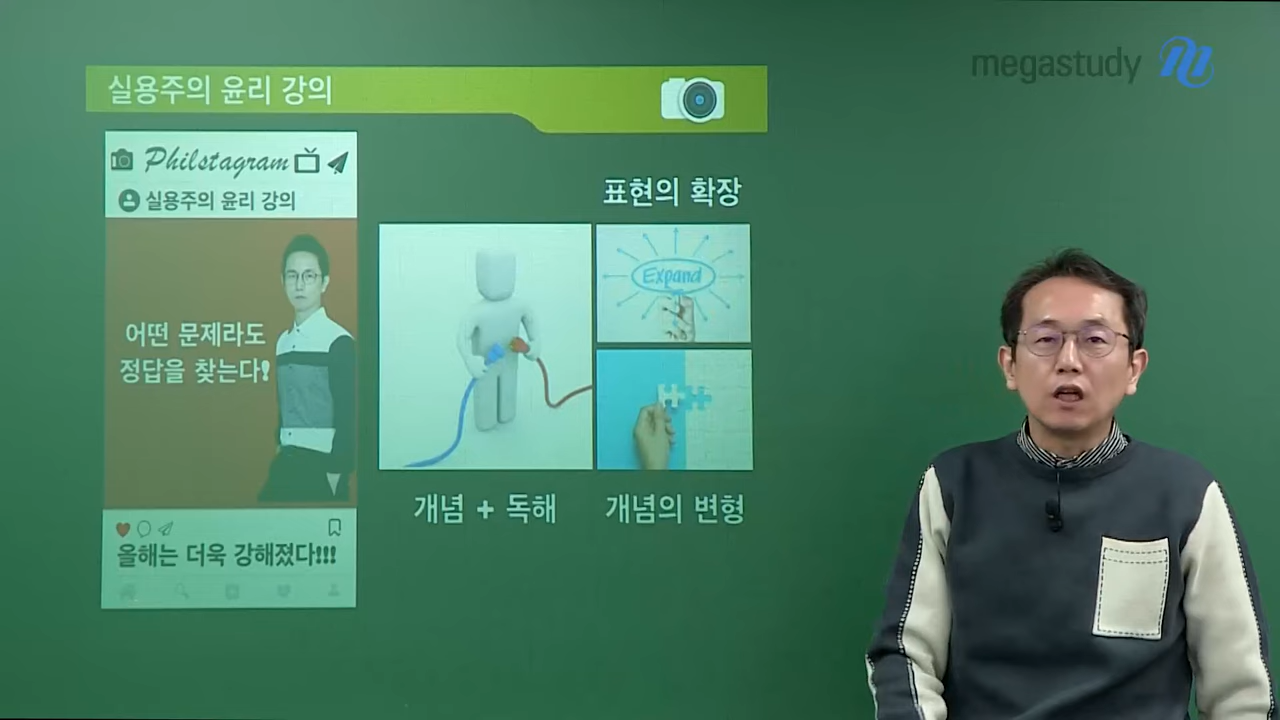 megastudy
실용주의 윤리 강의
Philstagram
실용주의 윤리 강의
어떤 문제라도
정답을 찾는다!
올해는 더욱 강해졌다!!!
표현의 확장
Expand
개념 + 독해
개념의 변형